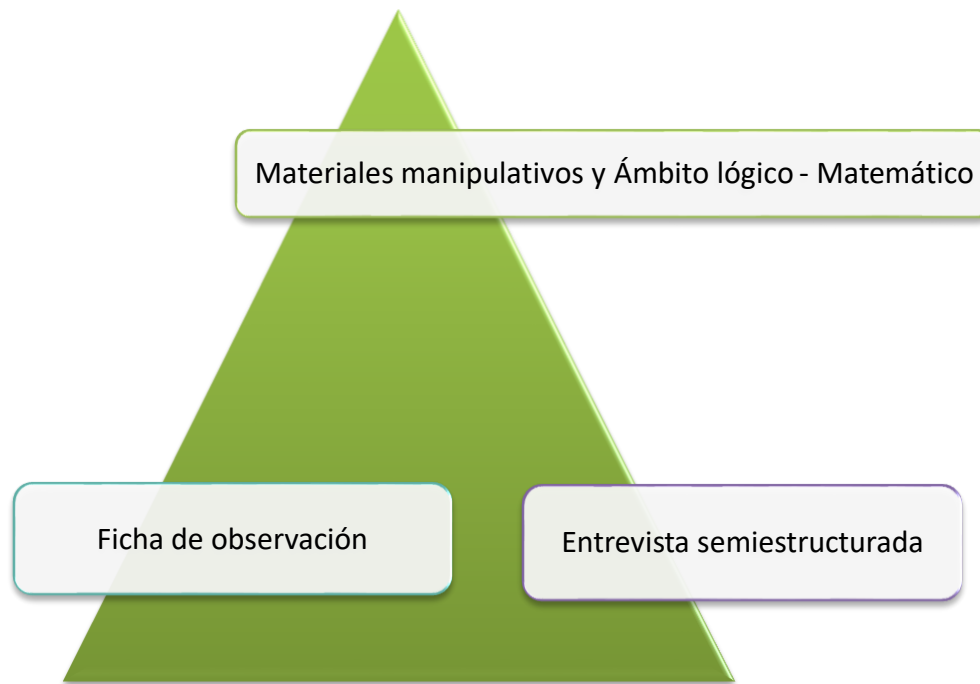 Materiales manipulativos y Ámbito lógico - Matemático
Ficha de observación
Entrevista semiestructurada